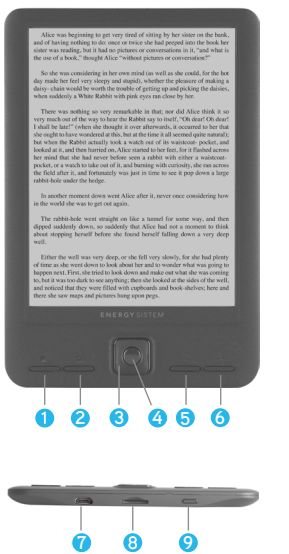 Alice was beginning to get very tired of sitting by her sister on the bank,
and of having nothing to do: once or twice she had peeped into the book her
sister was reading, but it had no pictures or conversations in it, "and what is
the use of a book," thought Alice "without pictures or conversation?"
So she was considering in her own mind (as well as she could, for the hot
day made her feel very sleepy and stupid), whether the pleasure of making a
daisy-chain would be worth the trouble of getting up and picking the daisies,
when suddenly a White Rabbit with pink eyes ran close by her.
There was nothing so very remarkable in that; nor did Alice think it so
very much out of the way to hear the Rabbit say to itself, "Oh dear! Oh dear!
I shall be late!" (when she thought it over afterwards, it occurred to her that
she ought to have wondered at this, but at the time it all seemed quite natural);
but when the Rabbit actually took a watch out of its waistcoat- pocket, and
looked at it, and then hurried on, Alice started to her feet, for it flashed across
her mind that she had never before seen a rabbit with either a waistcoat-
pocket, or a watch to take out of it, and burning with curiosity, she ran across
the field after it, and fortunately was just in time to see it pop down a large
rabbit-hole under the hedge.
In another moment down went Alice after it, never once considering how
in the world she was to get out again.
The rabbit-hole went straight on like a tunnel for some way, and then
dipped suddenly down, so suddenly that Alice had not a moment to think
about stopping herself before she found herself falling down a very deep
well.
Either the well was very deep, or she fell very slowly, for she had plenty
of time as she went down to look about her and to wonder what was going to
happen next. First, she tried to look down and make out what she was coming
to, but it was too dark to see anything; then she looked at the sides of the well,
and noticed that they were filled with cupboards and book-shelves; here and
there she saw maps and pictures hung upon pegs.
ENERGY SISTEM
1 2 3 4 5 6
7 8 9